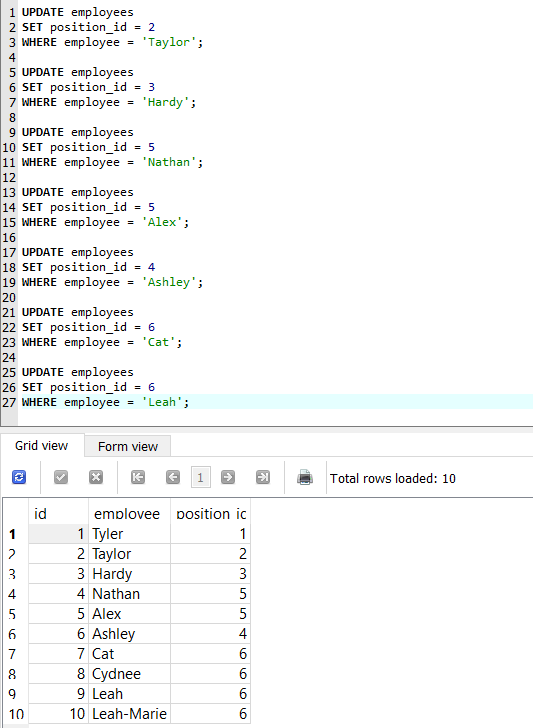 1 UPDATE employees
2 SET position_id = 2
3 WHERE employee = 'Taylor';
4
5 UPDATE employees
6 SET position_id = 3
7 WHERE employee = 'Hardy';
8
9 UPDATE employees
10 SET position_id = 5
11 WHERE employee = 'Nathan';
12
13 UPDATE employees
14 SET position_id = 5
15 WHERE employee = 'Alex';
16
17 UPDATE employees
18 SET position_id = 4
19 WHERE employee = 'Ashley';
20
21 UPDATE employees
22 SET position_id = 6
23 WHERE employee = 'Cat';
24
25 UPDATE employees
26 SET position_id = 6
27 WHERE employee = 'Leah';
Grid view Form view
1 Total rows loaded: 10
id employee position_ic
1 1 Tyler 1
2 2 Taylor 2
3 3 Hardy 3
4 4 Nathan 5
5 5 Alex 5
6 6 Ashley 4
7 7 Cat 6
8 8 Cydnee 6
9 9 Leah 6
10 10 Leah-Marie 6